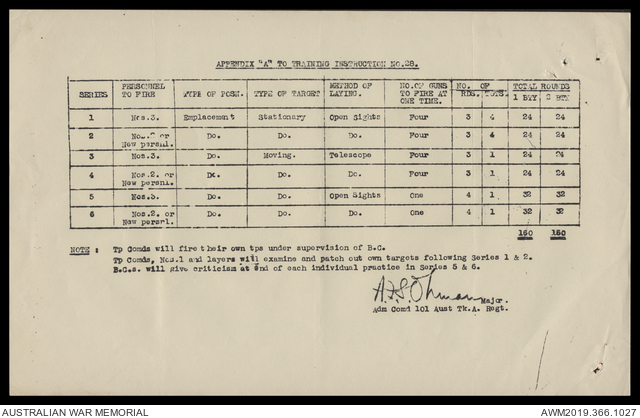 APPENDIX "A" TO TRAINING INSTRUCTION NO.28.
SERIES PERSONNEL TO FIRE TYPE OF POSN. TYPE OF TARGET METHOD OF LAYING. NO.OF GUNS TO FIRE AT ONE TIME. NO. OF RDS. TGTS. TOTAL ROUNDS 1 BTY 2 BTY
1 Nos.3. Emplacement Stationary Open Sights Four 3 4 24 24
2 Nos.2 or New persnl. Do. Do. Do. Four 3 4 24 24
3 Nos.3. Do. Moving. Telescope Four 3 1 24 24
4 Nos.2. or New persnl. Do. Do. Do. Four 3 1 24 24
5 Nos.3. Do. Do. Open Sights One 4 1 32 32
6 Nos.2. or New persnl. Do. Do. Do. One 4 1 32 32
160 160
NOTE : Tp Comds will fire their own tps under supervision of B.C.
Tp Comds, Nos.1 and layers will examine and patch out own targets following Series 1 & 2.
B.C.s. will give criticism at end of each individual practice in Series 5 & 6.
Major.
Adm Comd 101 Aust Tk.A. Regt.
AUSTRALIAN WAR MEMORIAL
AWM2019.366.1027